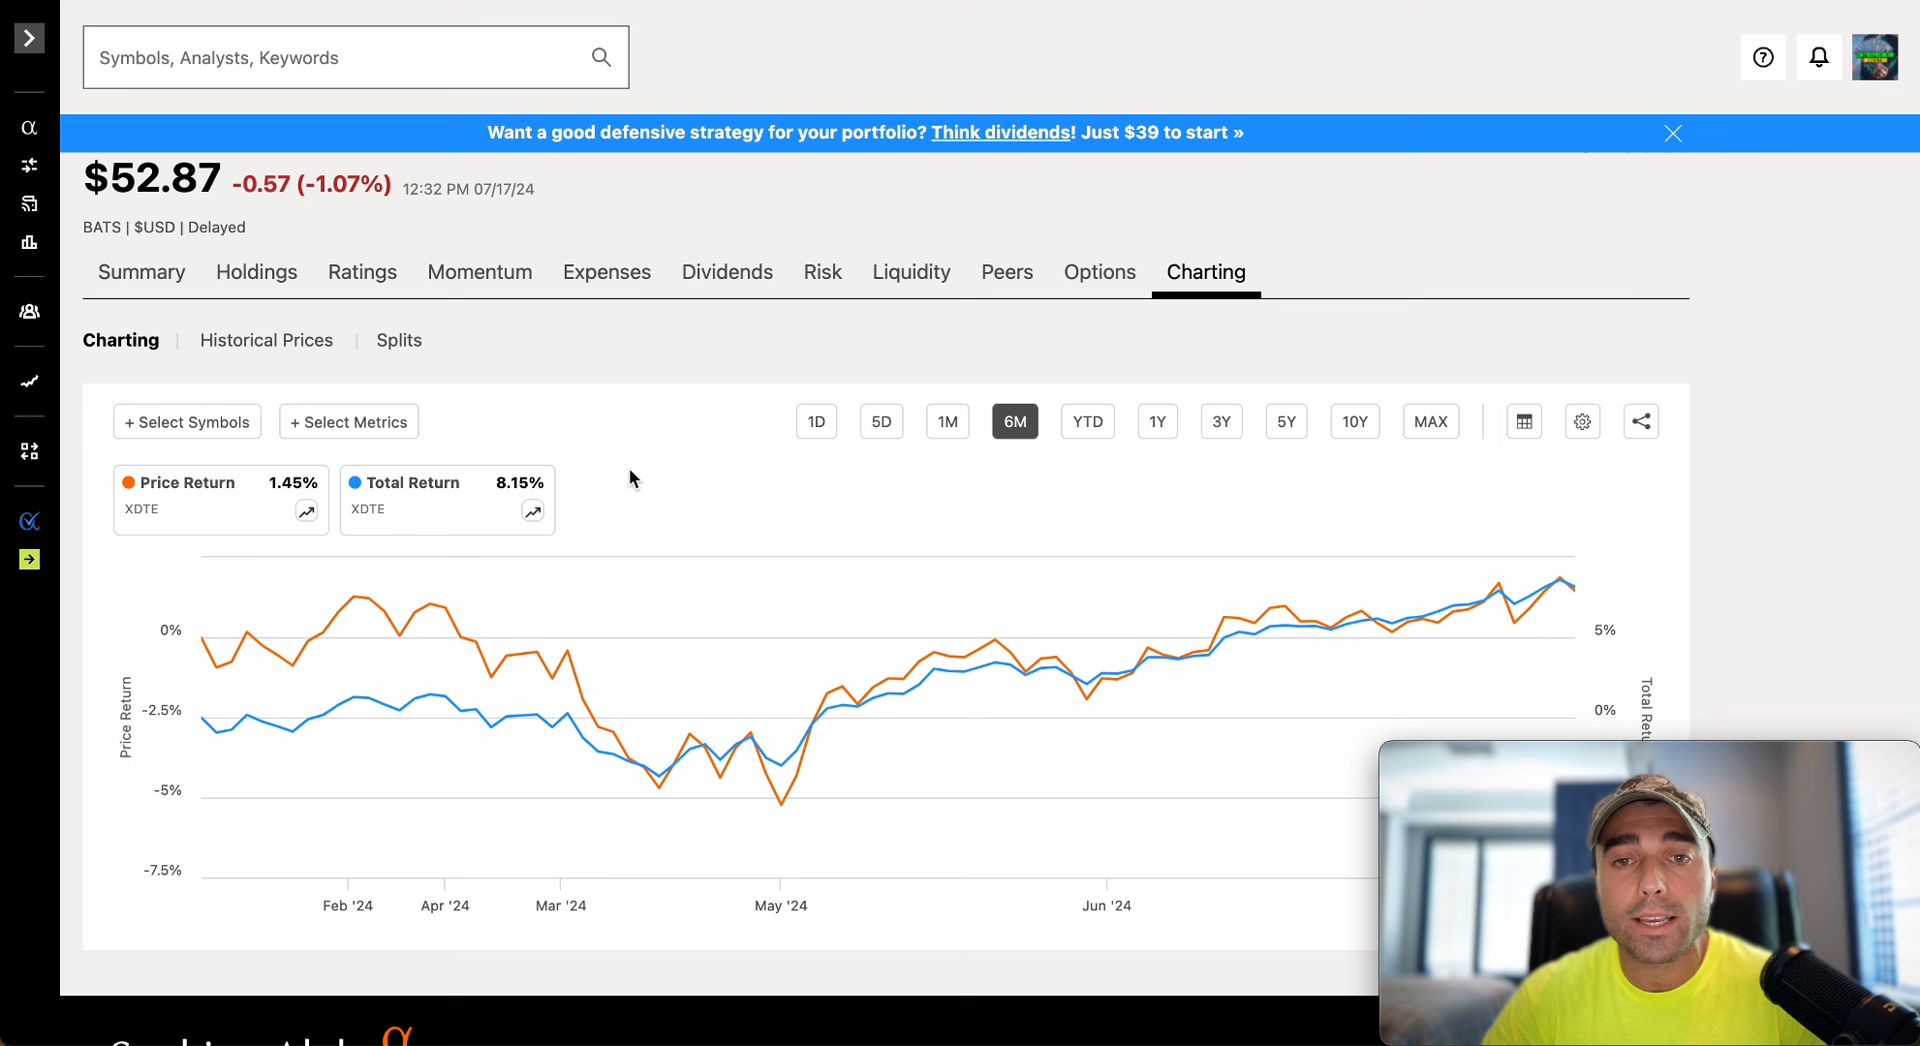 Symbols, Analysts, Keywords
Want a good defensive strategy for your portfolio? Think dividends! Just $39 to start »
$52.87 -0.57 (-1.07%) 12:32 PM 07/17/24
BATS | $USD | Delayed
Summary Holdings Ratings Momentum Expenses Dividends Risk Liquidity Peers Options Charting
Charting | Historical Prices | Splits
+ Select Symbols + Select Metrics 1D 5D 1M 6M YTD 1Y 3Y 5Y 10Y MAX
Price Return 1.45% Total Return 8.15%
XDTE XDTE
0% 5%
-2.5% 0%
-5%
-7.5%
Price Return
Feb '24 Apr '24 Mar '24 May '24 Jun '24